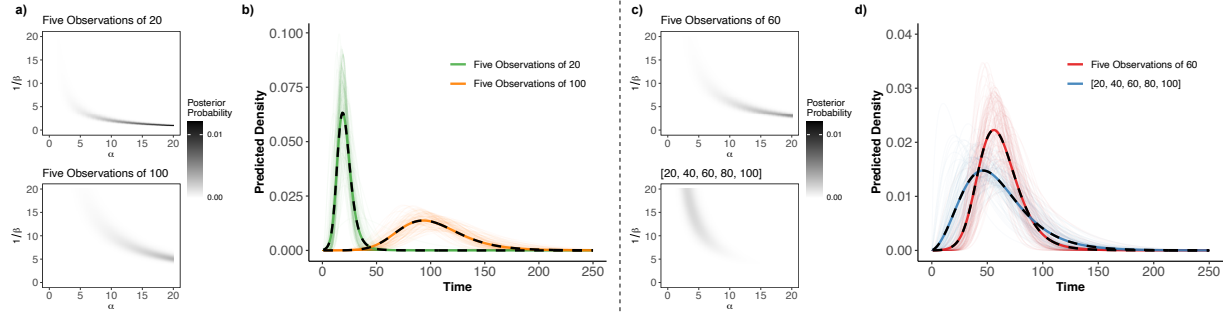 a)
Five Observations of 20
1/β
20
15
10
5
0
0 5 10 15 20
α
Five Observations of 100
1/β
20
15
10
5
0
0 5 10 15 20
α
Posterior
Probability
0.01
0.00
b)
Predicted Density
0.100
0.075
0.050
0.025
0.000
0 50 100 150 200 250
Time
Five Observations of 20
Five Observations of 100
c)
Five Observations of 60
1/β
20
15
10
5
0
0 5 10 15 20
α
[20, 40, 60, 80, 100]
1/β
20
15
10
5
0
0 5 10 15 20
α
Posterior
Probability
0.01
0.00
d)
Predicted Density
0.04
0.03
0.02
0.01
0.00
0 50 100 150 200 250
Time
Five Observations of 60
[20, 40, 60, 80, 100]